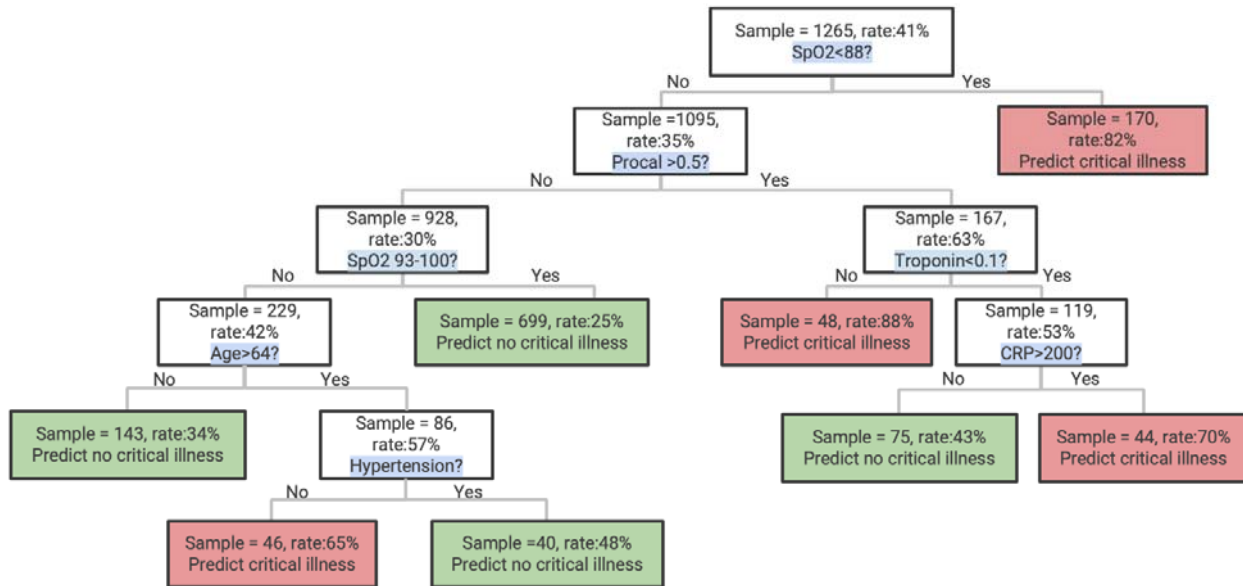 Sample = 1265, rate:41%
SpO2<88?
No
Yes
Sample =1095,
rate:35%
Procal >0.5?
Sample = 170,
rate:82%
Predict critical illness
No
Yes
Sample = 928,
rate:30%
SpO2 93-100?
Sample = 167,
rate:63%
Troponin<0.1?
No
Yes
No
Yes
Sample = 229,
rate:42%
Age>64?
Sample = 699, rate:25%
Predict no critical illness
Sample = 48, rate:88%
Predict critical illness
Sample = 119,
rate:53%
CRP>200?
No
Yes
No
Yes
Sample = 143, rate:34%
Predict no critical illness
Sample = 86,
rate:57%
Hypertension?
Sample = 75, rate:43%
Predict no critical illness
Sample = 44, rate:70%
Predict critical illness
No
Yes
Sample = 46, rate:65%
Predict critical illness
Sample =40, rate:48%
Predict no critical illness